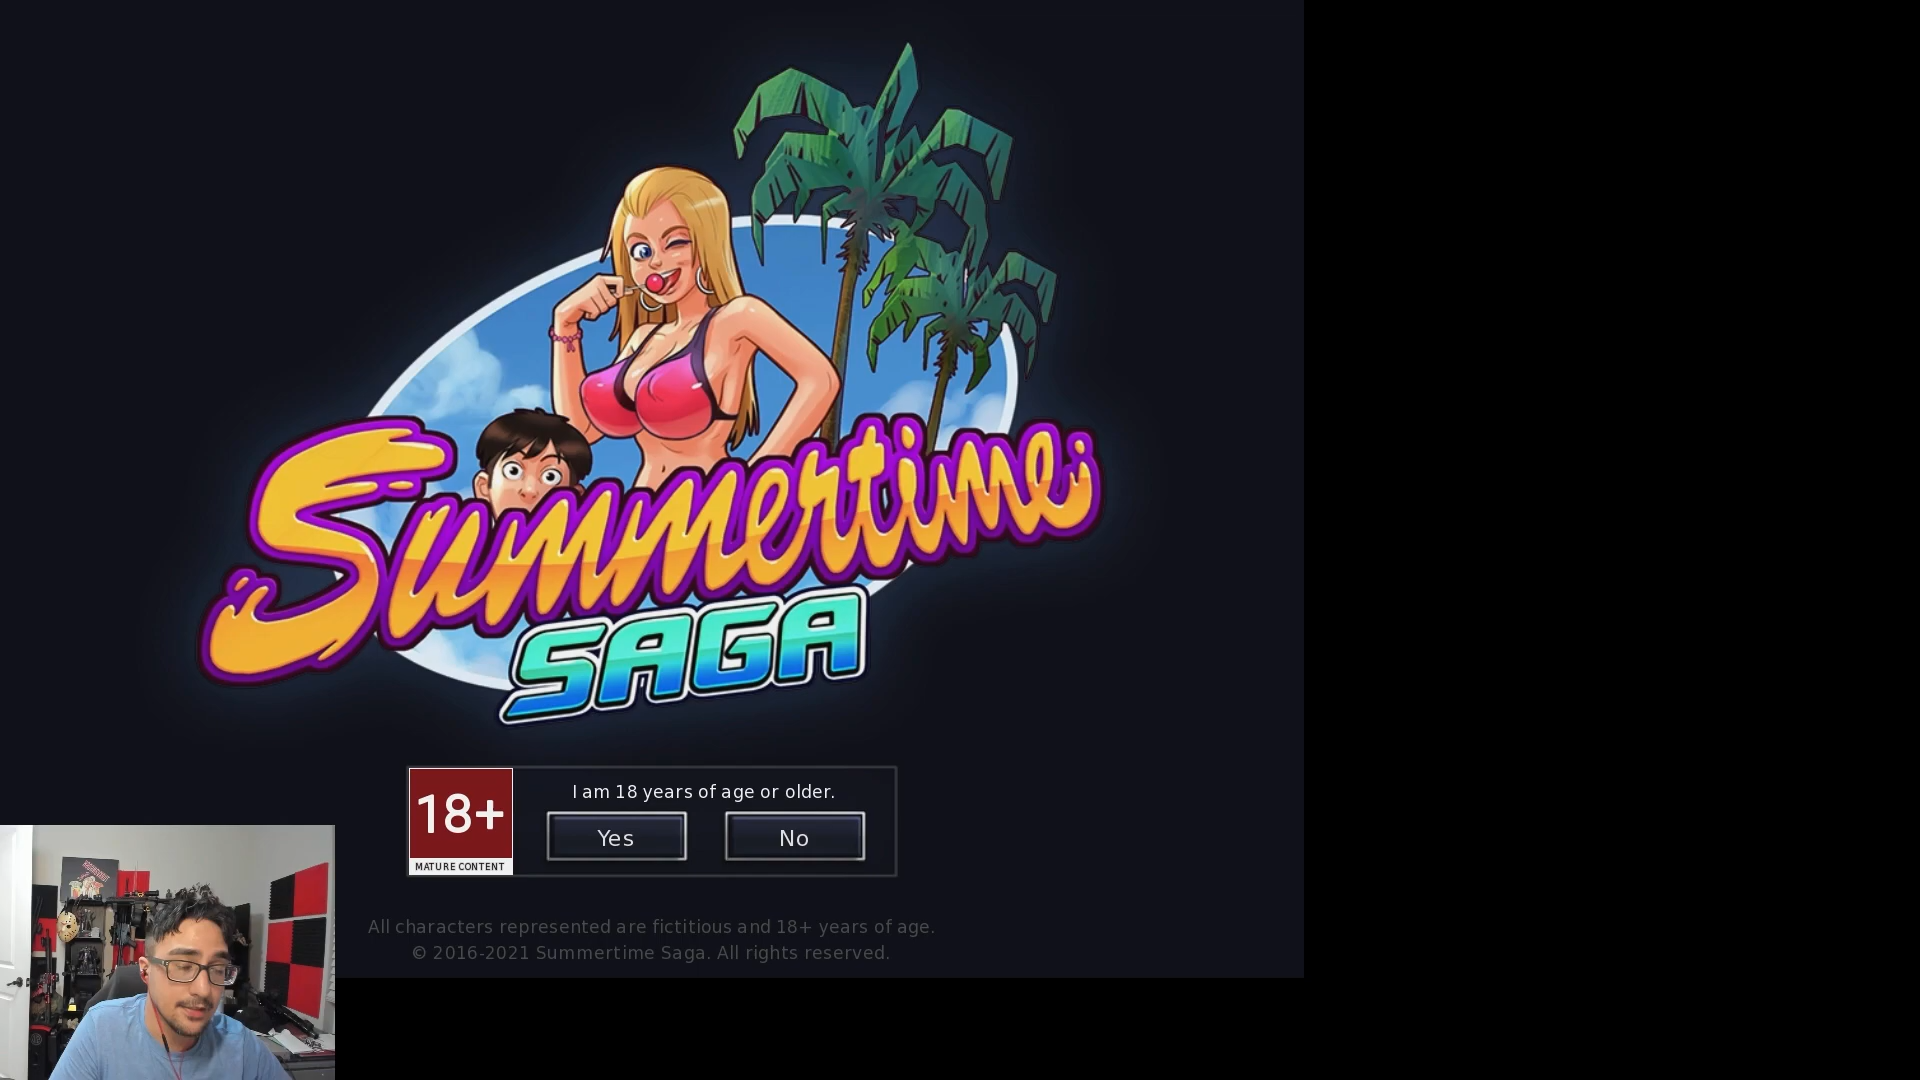 Summertime
SAGA
18+
MATURE CONTENT
I am 18 years of age or older.
Yes
No
All characters represented are fictitious and 18+ years of age.
© 2016-2021 Summertime Saga. All rights reserved.